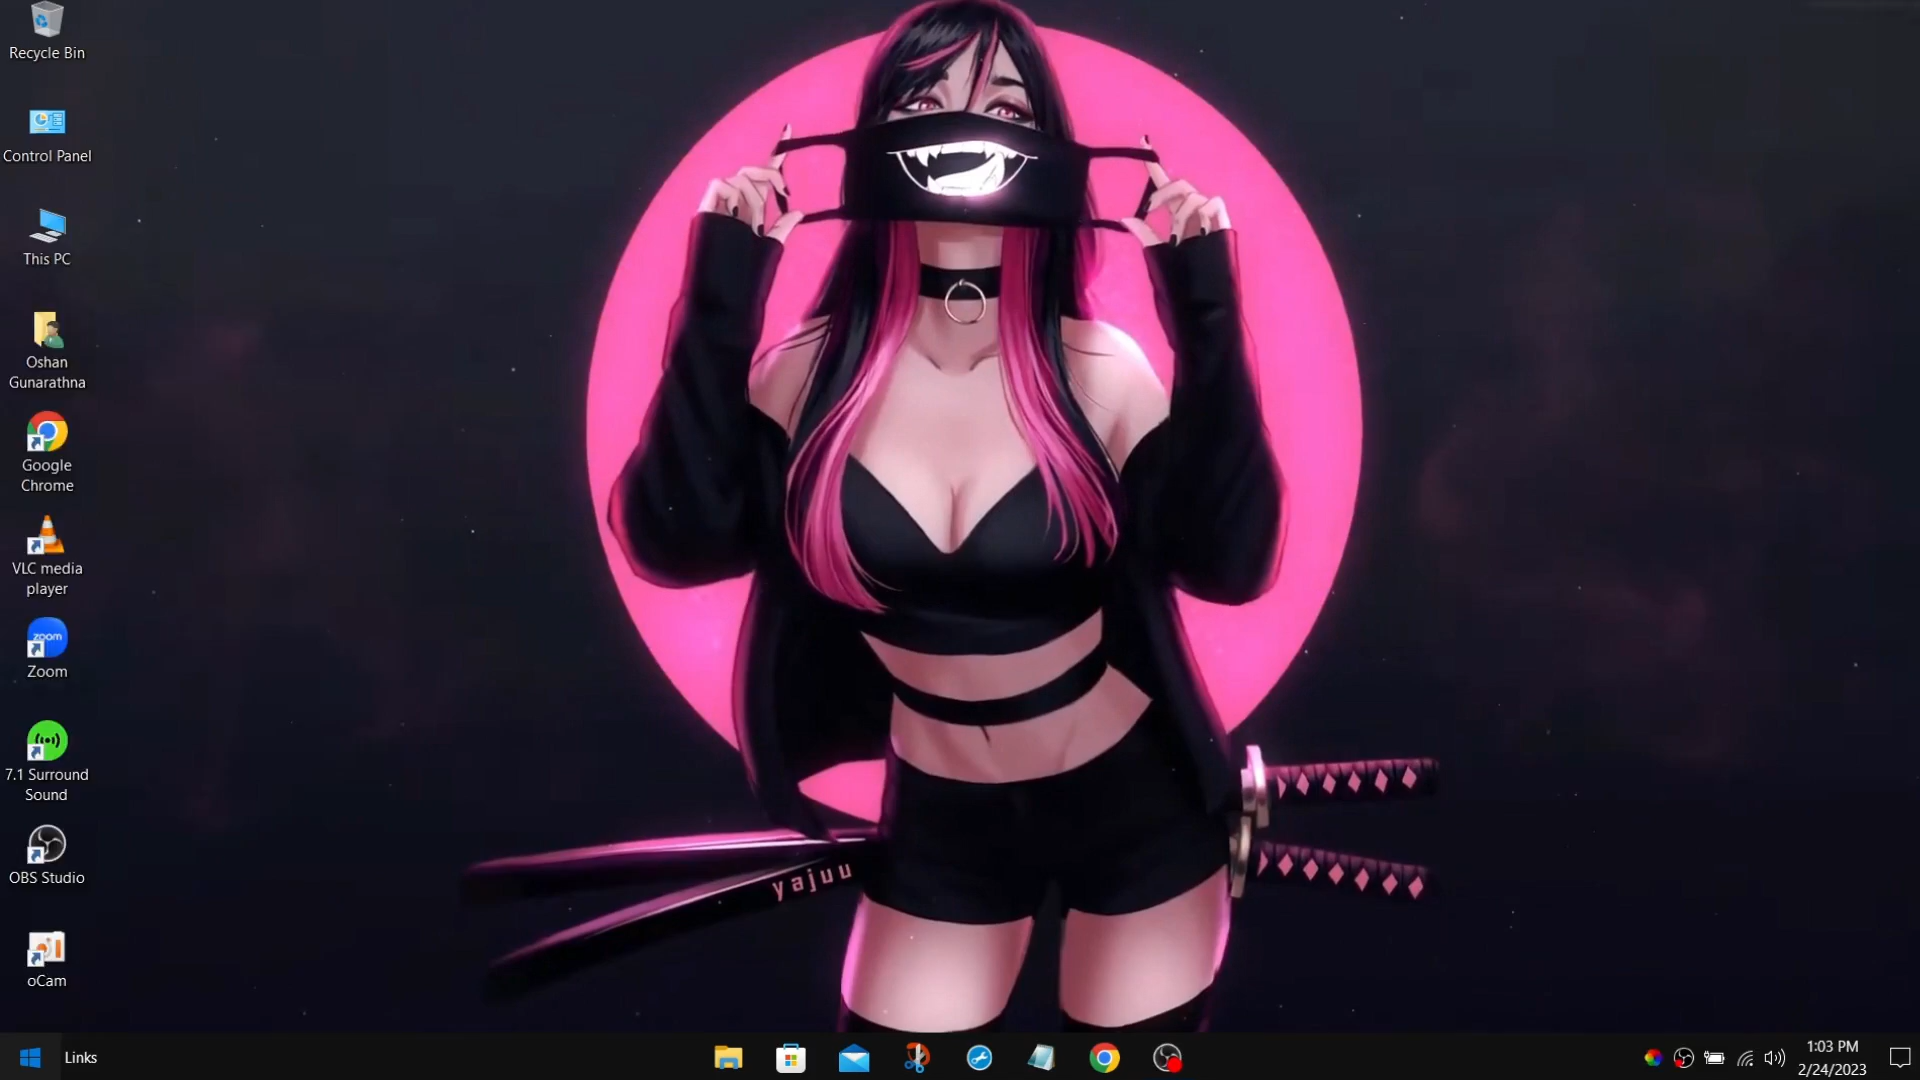 Recycle Bin
Control Panel
This PC
Oshan
Gunarathna
Google
Chrome
VLC media
player
zoom
Zoom
7.1 Surround
Sound
OBS Studio
oCam
yajuu
Links
1:03 PM
2/24/2023